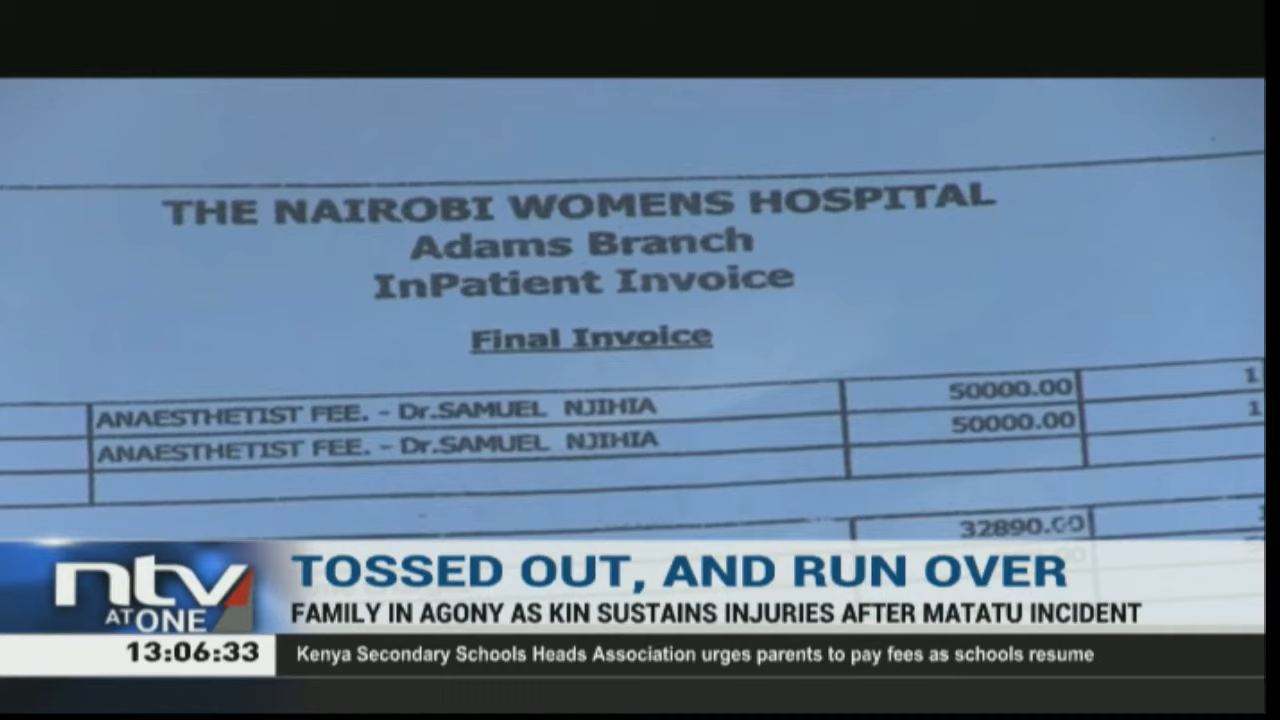 THE NAIROBI WOMENS HOSPITAL
Adams Branch
InPatient Invoice
Final Invoice
ANAESTHETIST FEE. - Dr.SAMUEL NJIHIA 50000.00 1
ANAESTHETIST FEE. - Dr.SAMUEL NJIHIA 50000.00 1
32890.00
ntv
AT ONE
TOSSED OUT, AND RUN OVER
FAMILY IN AGONY AS KIN SUSTAINS INJURIES AFTER MATATU INCIDENT
13:06:33
Kenya Secondary Schools Heads Association urges parents to pay fees as schools resume